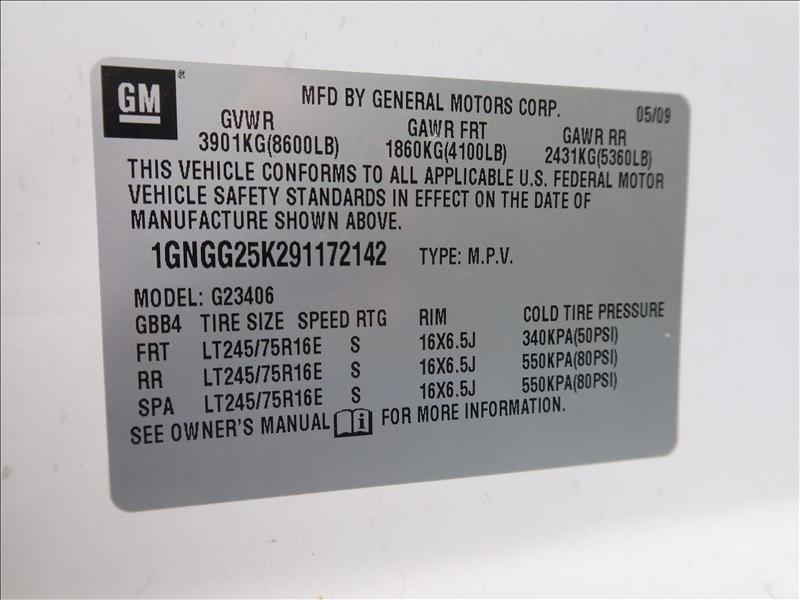 GM®
MFD BY GENERAL MOTORS CORP. 05/09
GVWR GAWR FRT GAWR RR
3901KG(8600LB) 1860KG(4100LB) 2431KG(5360LB)
THIS VEHICLE CONFORMS TO ALL APPLICABLE U.S. FEDERAL MOTOR
VEHICLE SAFETY STANDARDS IN EFFECT ON THE DATE OF
MANUFACTURE SHOWN ABOVE.
1GNGG25K291172142 TYPE: M.P.V.
MODEL: G23406
GBB4 TIRE SIZE SPEED RTG RIM COLD TIRE PRESSURE
FRT LT245/75R16E S 16X6.5J 340KPA(50PSI)
RR LT245/75R16E S 16X6.5J 550KPA(80PSI)
SPA LT245/75R16E S 16X6.5J 550KPA(80PSI)
SEE OWNER'S MANUAL i FOR MORE INFORMATION.